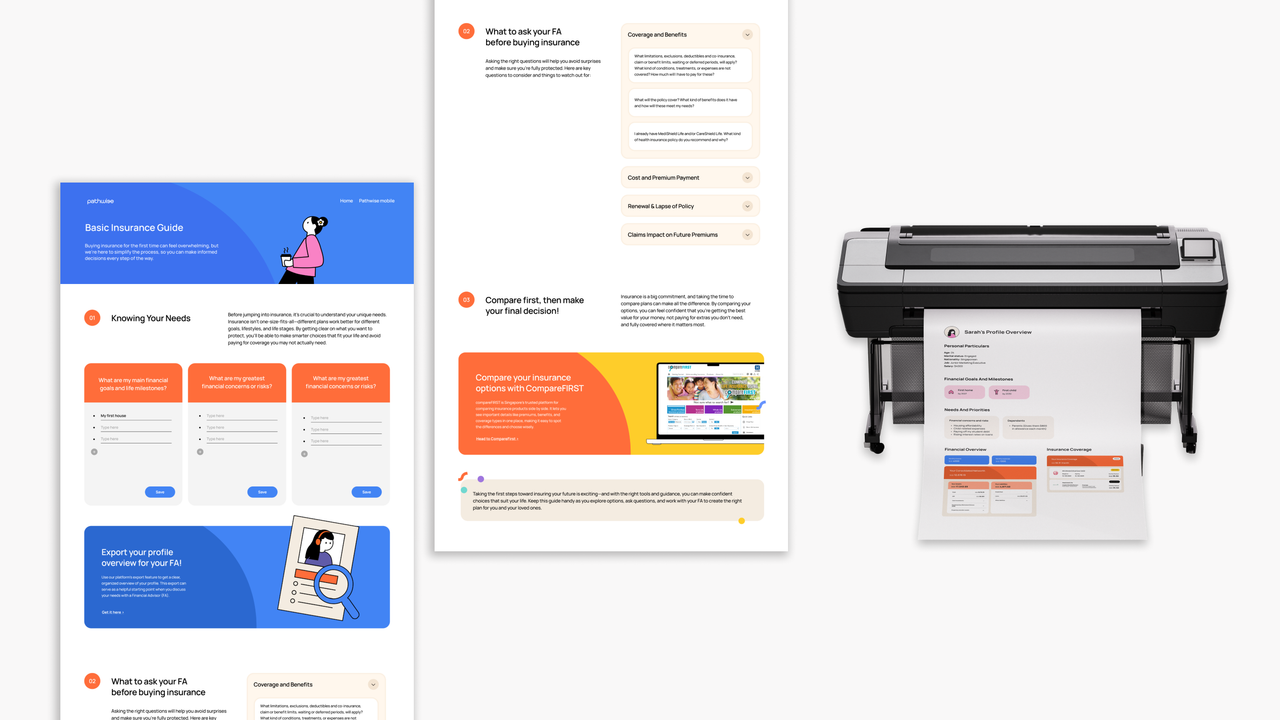 pathwise
Home Pathwise mobile
Basic Insurance Guide
Buying insurance for the first time can feel overwhelming, but
we're here to simplify the process, so you can make informed
decisions every step of the way.
01
Knowing Your Needs
Before jumping into insurance, it's crucial to understand your unique needs.
Insurance isn't one-size-fits-all—different plans work better for different
goals, lifestyles, and life stages. By getting clear on what you want to
protect, you'll be able to make smarter choices that fit your life and avoid
paying for coverage you may not actually need.
What are my main financial
goals and life milestones?
My first house
Type here
Type here
Save
What are my greatest
financial concerns or risks?
Type here
Type here
Type here
Save
What are my greatest
financial concerns or risks?
Type here
Type here
Type here
Save
Export your profile
overview for your FA!
Use our platform's export feature to get a clear,
organized overview of your profile. This export can
serve as a helpful starting point when you discuss
your needs with a Financial Advisor (FA).
Get it here ›
02
What to ask your FA
before buying insurance
Asking the right questions will help you avoid surprises
and make sure you're fully protected. Here are key
Coverage and Benefits
What limitations, exclusions, deductibles and co-insurance,
claim or benefit limits, waiting or deferred periods, will apply?
What kind of conditions, treatments, or expenses are not
02
What to ask your FA
before buying insurance
Asking the right questions will help you avoid surprises
and make sure you're fully protected. Here are key
questions to consider and things to watch out for:
Coverage and Benefits
What limitations, exclusions, deductibles and co-insurance,
claim or benefit limits, waiting or deferred periods, will apply?
What kind of conditions, treatments, or expenses are not
covered? How much will I have to pay for these?
What will the policy cover? What kind of benefits does it have
and how will these meet my needs?
I already have MediShield Life and/or CareShield Life. What kind
of health insurance policy do you recommend and why?
Cost and Premium Payment
Renewal & Lapse of Policy
Claims Impact on Future Premiums
03
Compare first, then make
your final decision!
Insurance is a big commitment, and taking the time to
compare plans can make all the difference. By comparing your
options, you can feel confident that you're getting the best
value for your money, not paying for extras you don't need,
and fully covered where it matters most.
Compare your insurance
options with CompareFIRST
compareFIRST is Singapore's trusted platform for
comparing insurance products side by side. It lets you
see important details like premiums, benefits, and
coverage types in one place, making it easy to spot
the differences and choose wisely.
Head to CompareFirst ›
Taking the first steps toward insuring your future is exciting—and with the right tools and guidance, you can make confident
choices that suit your life. Keep this guide handy as you explore options, ask questions, and work with your FA to create the right
plan for you and your loved ones.
Sarah's Profile Overview
Personal Particulars
Financial Goals And Milestones
Needs And Priorities
Financial Overview
Insurance Coverage